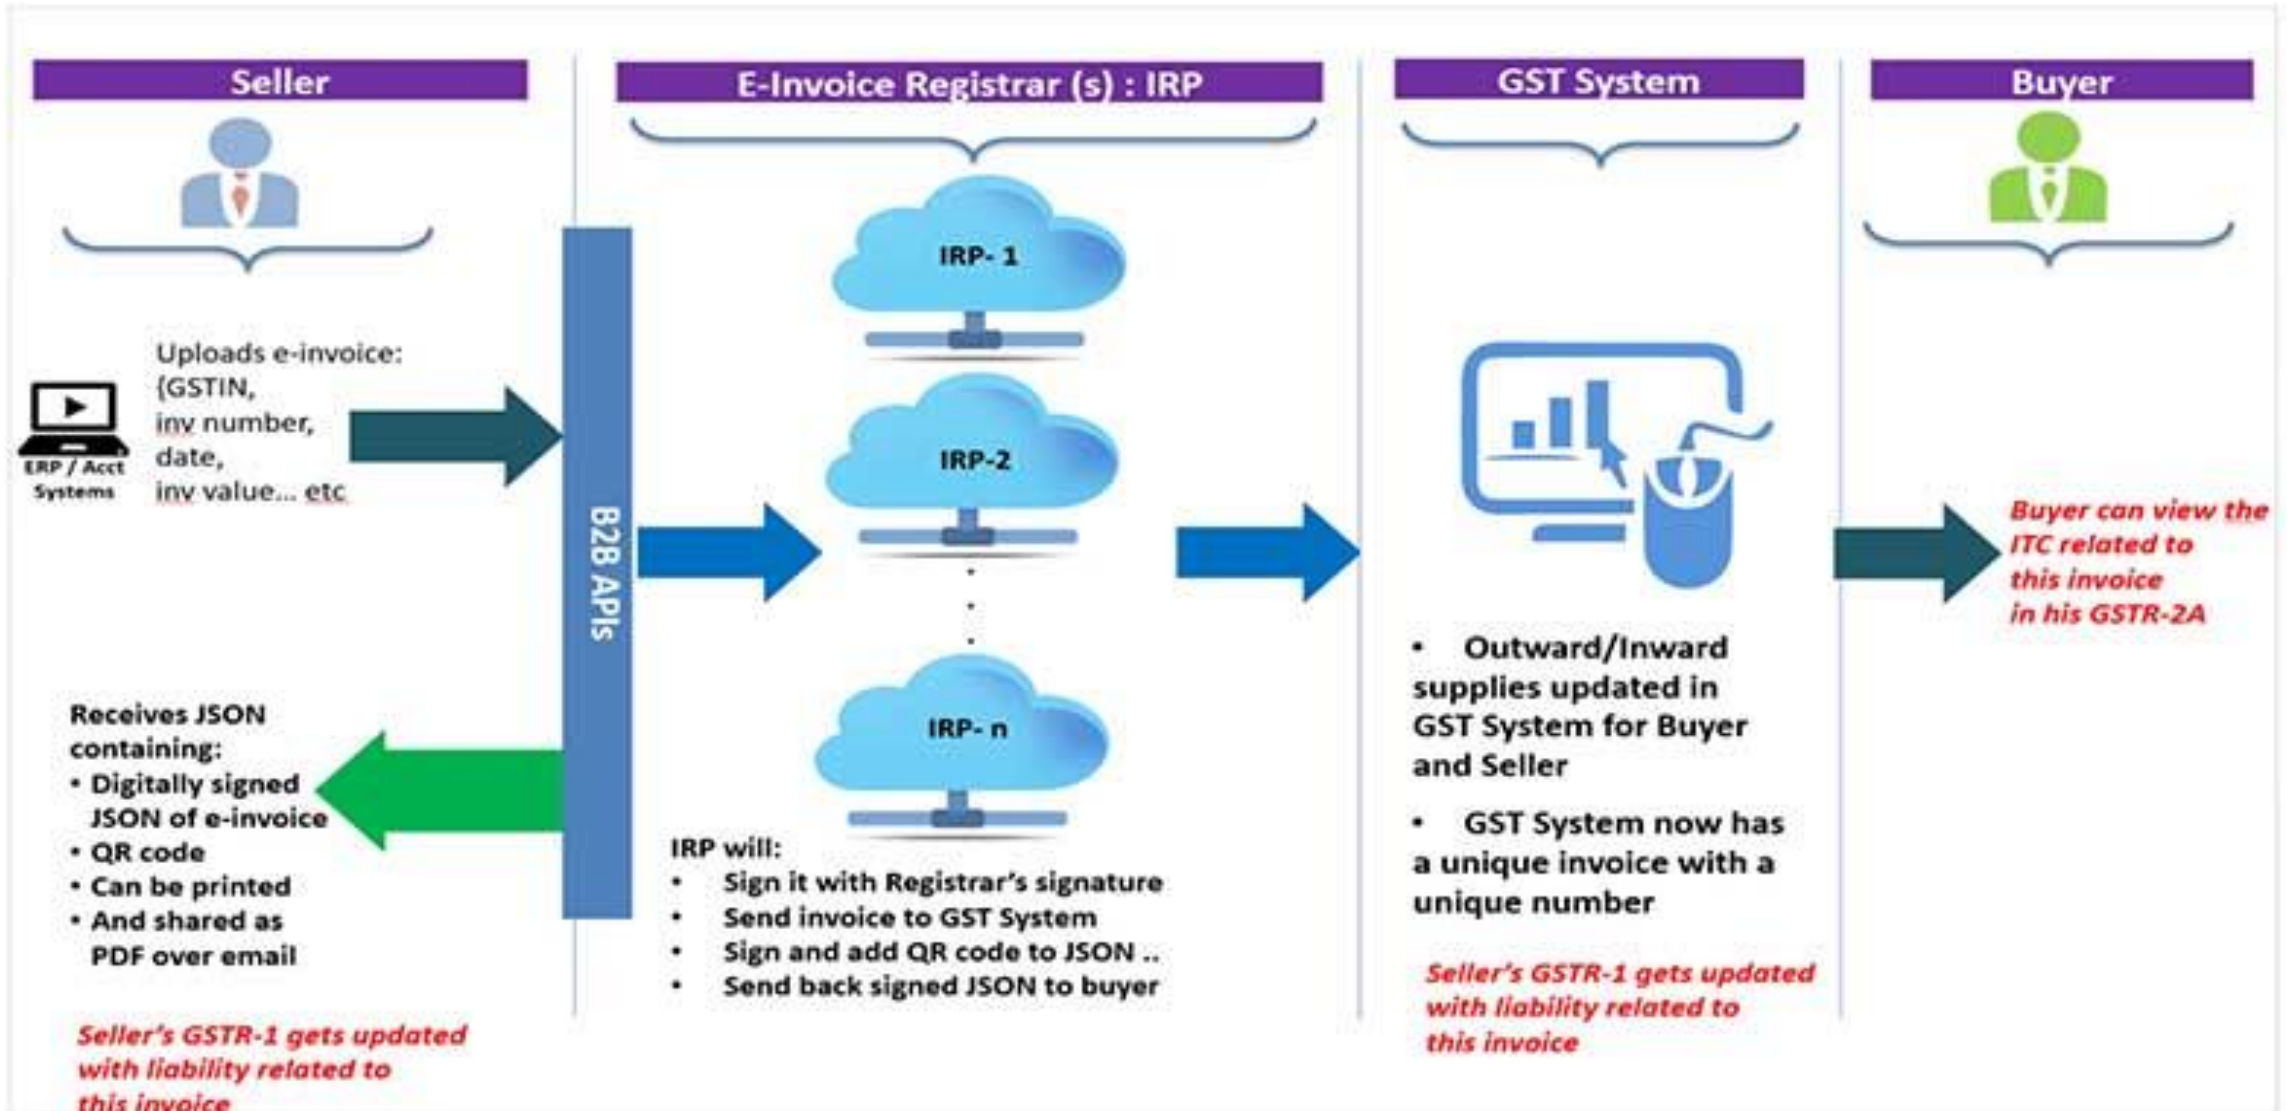 Seller
E-Invoice Registrar (s) : IRP
GST System
Buyer
Uploads e-invoice:
{GSTIN,
inv number,
date,
inv value... etc
ERP / Acct
Systems
Receives JSON
containing:
• Digitally signed
JSON of e-invoice
• QR code
• Can be printed
• And shared as
PDF over email
Seller's GSTR-1 gets updated
with liability related to
this invoice
B2B APIs
IRP- 1
IRP-2
IRP- n
IRP will:
• Sign it with Registrar's signature
• Send invoice to GST System
• Sign and add QR code to JSON ..
• Send back signed JSON to buyer
• Outward/Inward
supplies updated in
GST System for Buyer
and Seller
• GST System now has
a unique invoice with a
unique number
Seller's GSTR-1 gets updated
with liability related to
this invoice
Buyer can view the
ITC related to
this invoice
in his GSTR-2A